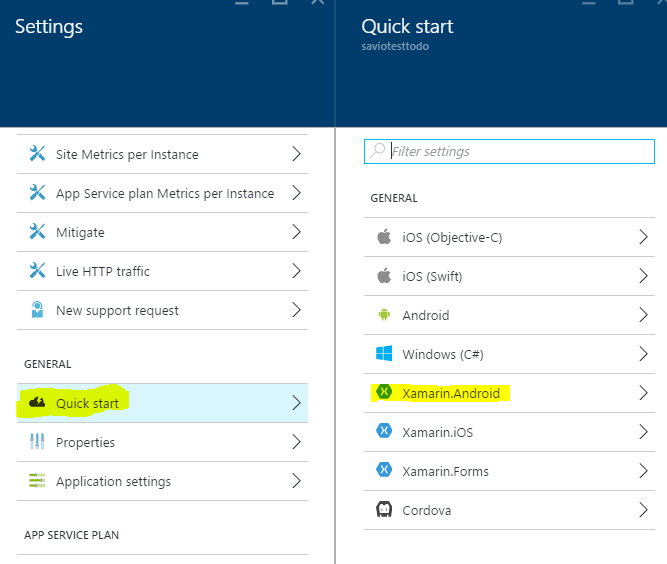 Settings
Site Metrics per Instance
App Service plan Metrics per Instance
Mitigate
Live HTTP traffic
New support request
GENERAL
Quick start
Properties
Application settings
APP SERVICE PLAN
Quick start
saviotesttodo
Filter settings
GENERAL
iOS (Objective-C)
iOS (Swift)
Android
Windows (C#)
Xamarin.Android
Xamarin.iOS
Xamarin.Forms
Cordova